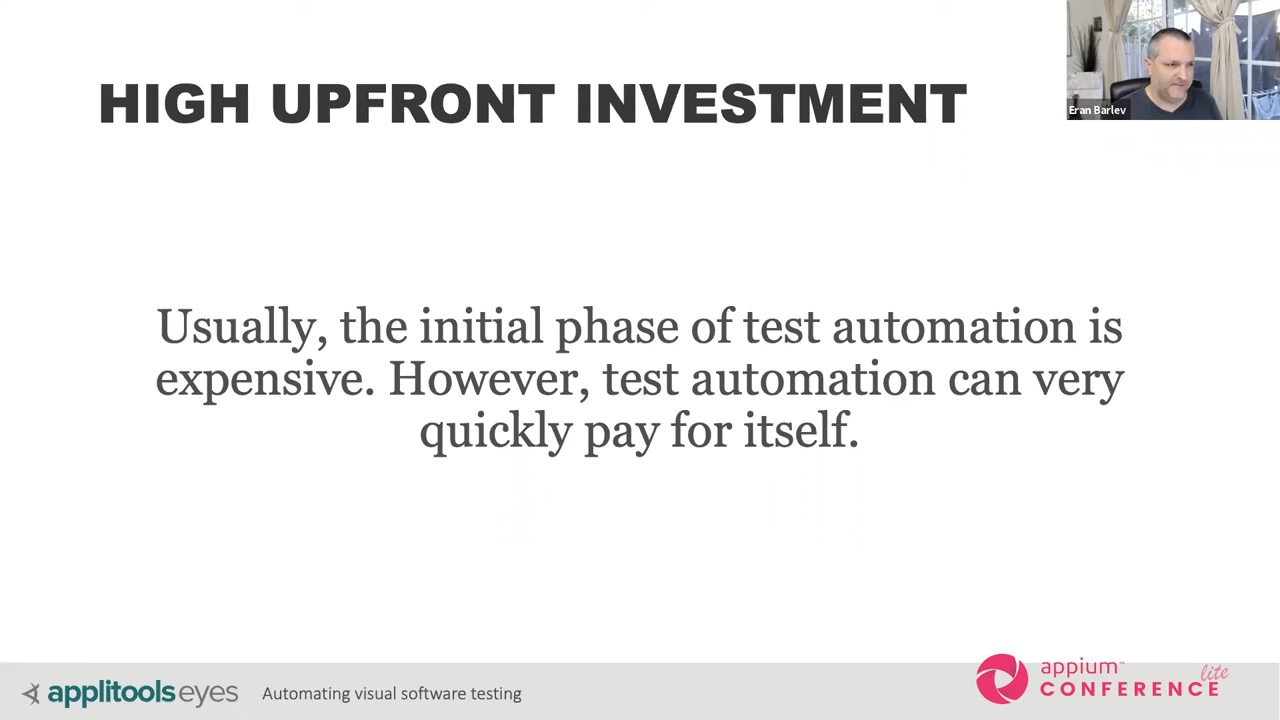 HIGH UPFRONT INVESTMENT
Eran Barlev
Usually, the initial phase of test automation is
expensive. However, test automation can very
quickly pay for itself.
applitools eyes
Automating visual software testing
appium™
CONFERENCE
lite